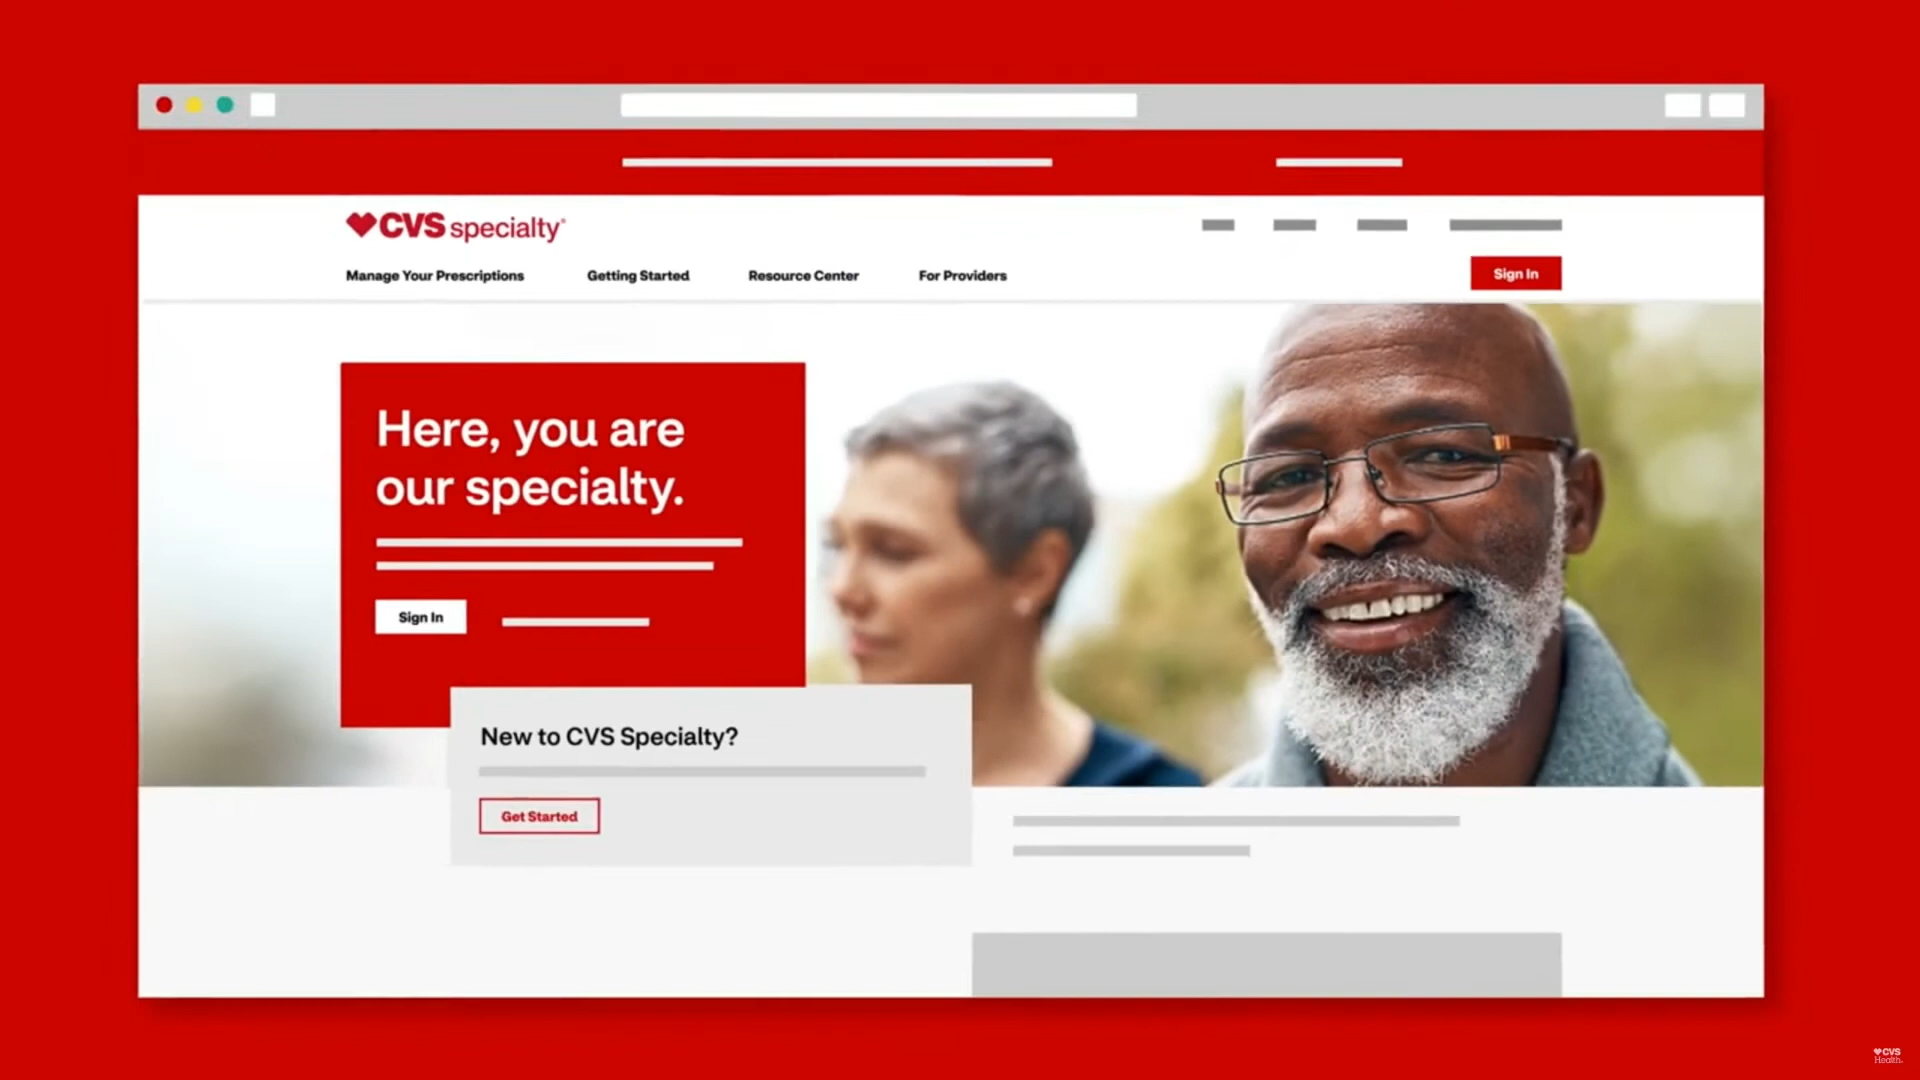 CVS specialty®
Manage Your Prescriptions
Getting Started
Resource Center
For Providers
Sign In
Here, you are
our specialty.
Sign In
New to CVS Specialty?
Get Started
CVS
Health.